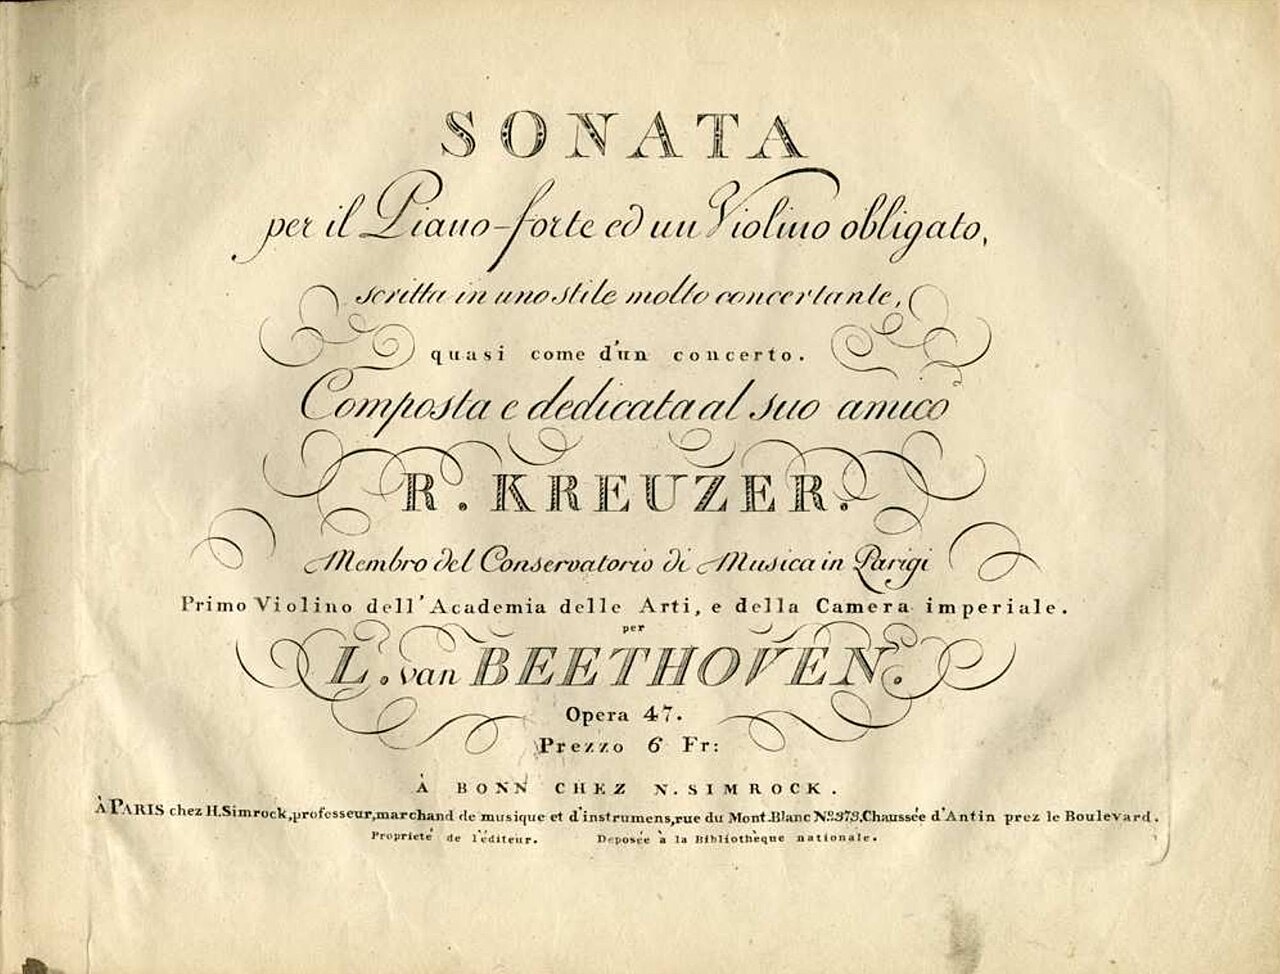 SONATA
per il Piano-forte ed un Violino obligato,
scritta in uno stile molto concertante,
quasi come d'un concerto.
Composta e dedicata al suo amico
R. KREUZER.
Membro del Conservatorio di Musica in Parigi
Primo Violino dell'Academia delle Arti, e della Camera imperiale.
per
L. van BEETHOVEN.
Opera 47.
Prezzo 6 Fr:
À BONN CHEZ N. SIMROCK.
À PARIS chez H. Simrock, professeur, marchand de musique et d'instrumens, rue du Mont-Blanc No. 373, Chaussée d'Antin prez le Boulevard.
Proprieté de l'éditeur. Deposée à la Bibliothèque nationale.